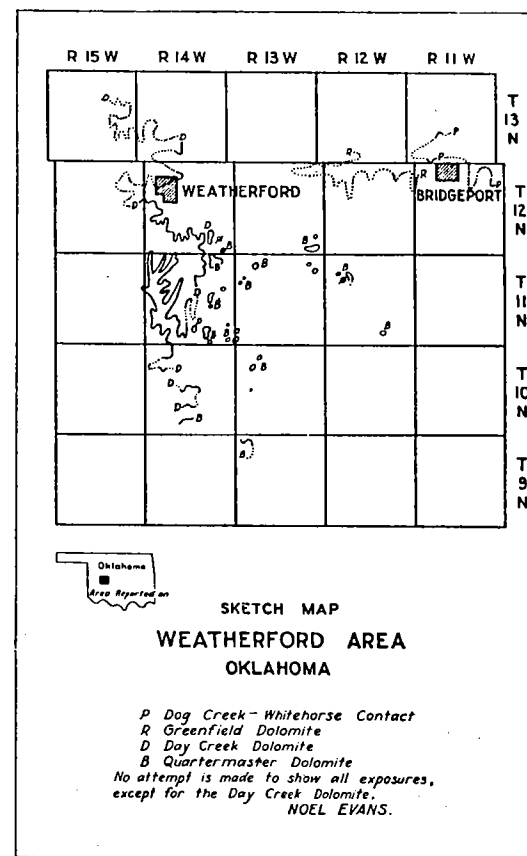 R 15 W R 14 W R 13 W R 12 W R 11 W
T 13 N
D
D
P
R
P
WEATHERFORD
R
BRIDGEPORT
P
D
T 12 N
D
B
B
B
B
B
T 11 N
D
B
B
B
B
D
B
T 10 N
D
D
B
B
T 9 N
Oklahoma
Area Reported on
SKETCH MAP
WEATHERFORD AREA
OKLAHOMA
P Dog Creek - Whitehorse Contact
R Greenfield Dolomite
D Day Creek Dolomite
B Quartermaster Dolomite
No attempt is made to show all exposures,
except for the Day Creek Dolomite.
NOEL EVANS.